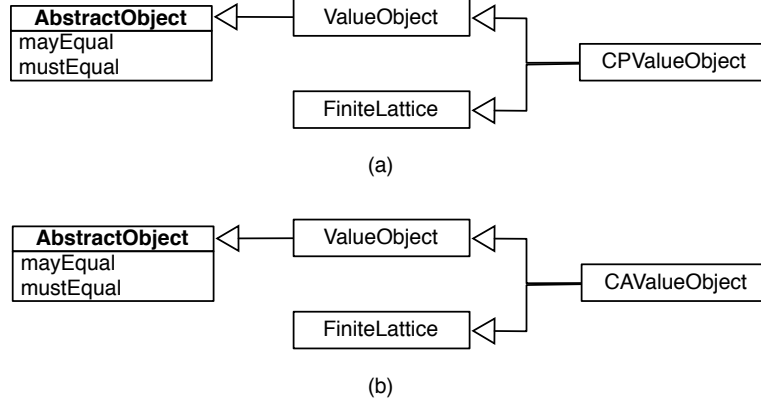 AbstractObject
mayEqual
mustEqual
ValueObject
FiniteLattice
CPValueObject
(a)
AbstractObject
mayEqual
mustEqual
ValueObject
FiniteLattice
CAValueObject
(b)